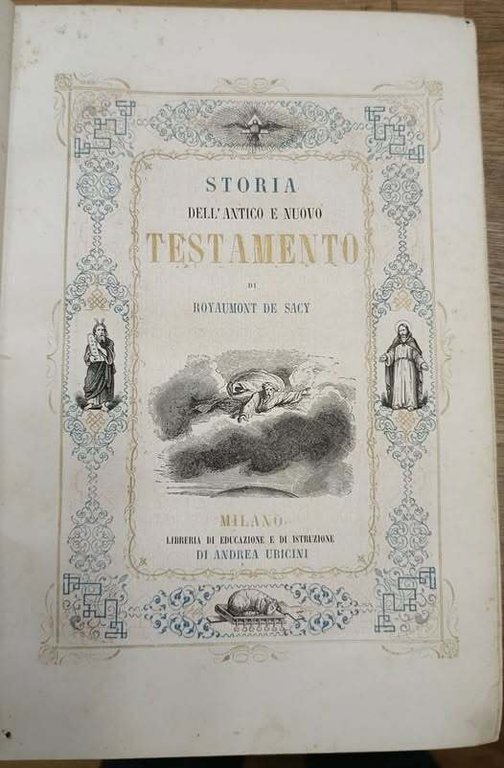 STORIA
DELL'ANTICO E NUOVO
TESTAMENTO
DI
ROYAUMONT DE SACY
MILANO
LIBRERIA DI EDUCAZIONE E DI ISTRUZIONE
DI ANDREA UBICINI